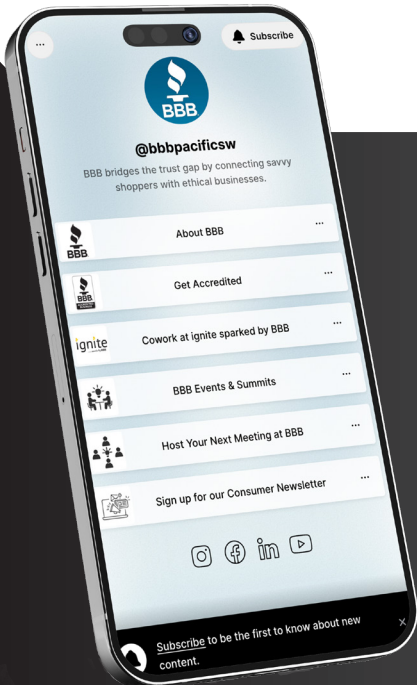 ...
Subscribe
BBB
@bbbpacificsw
BBB bridges the trust gap by connecting savvy
shoppers with ethical businesses.
BBB
About BBB
...
BBB
Get Accredited
...
ignite
Cowork at ignite sparked by BBB
...
BBB Events & Summits
...
Host Your Next Meeting at BBB
...
Sign up for our Consumer Newsletter
...
in
Subscribe to be the first to know about new
content.
×